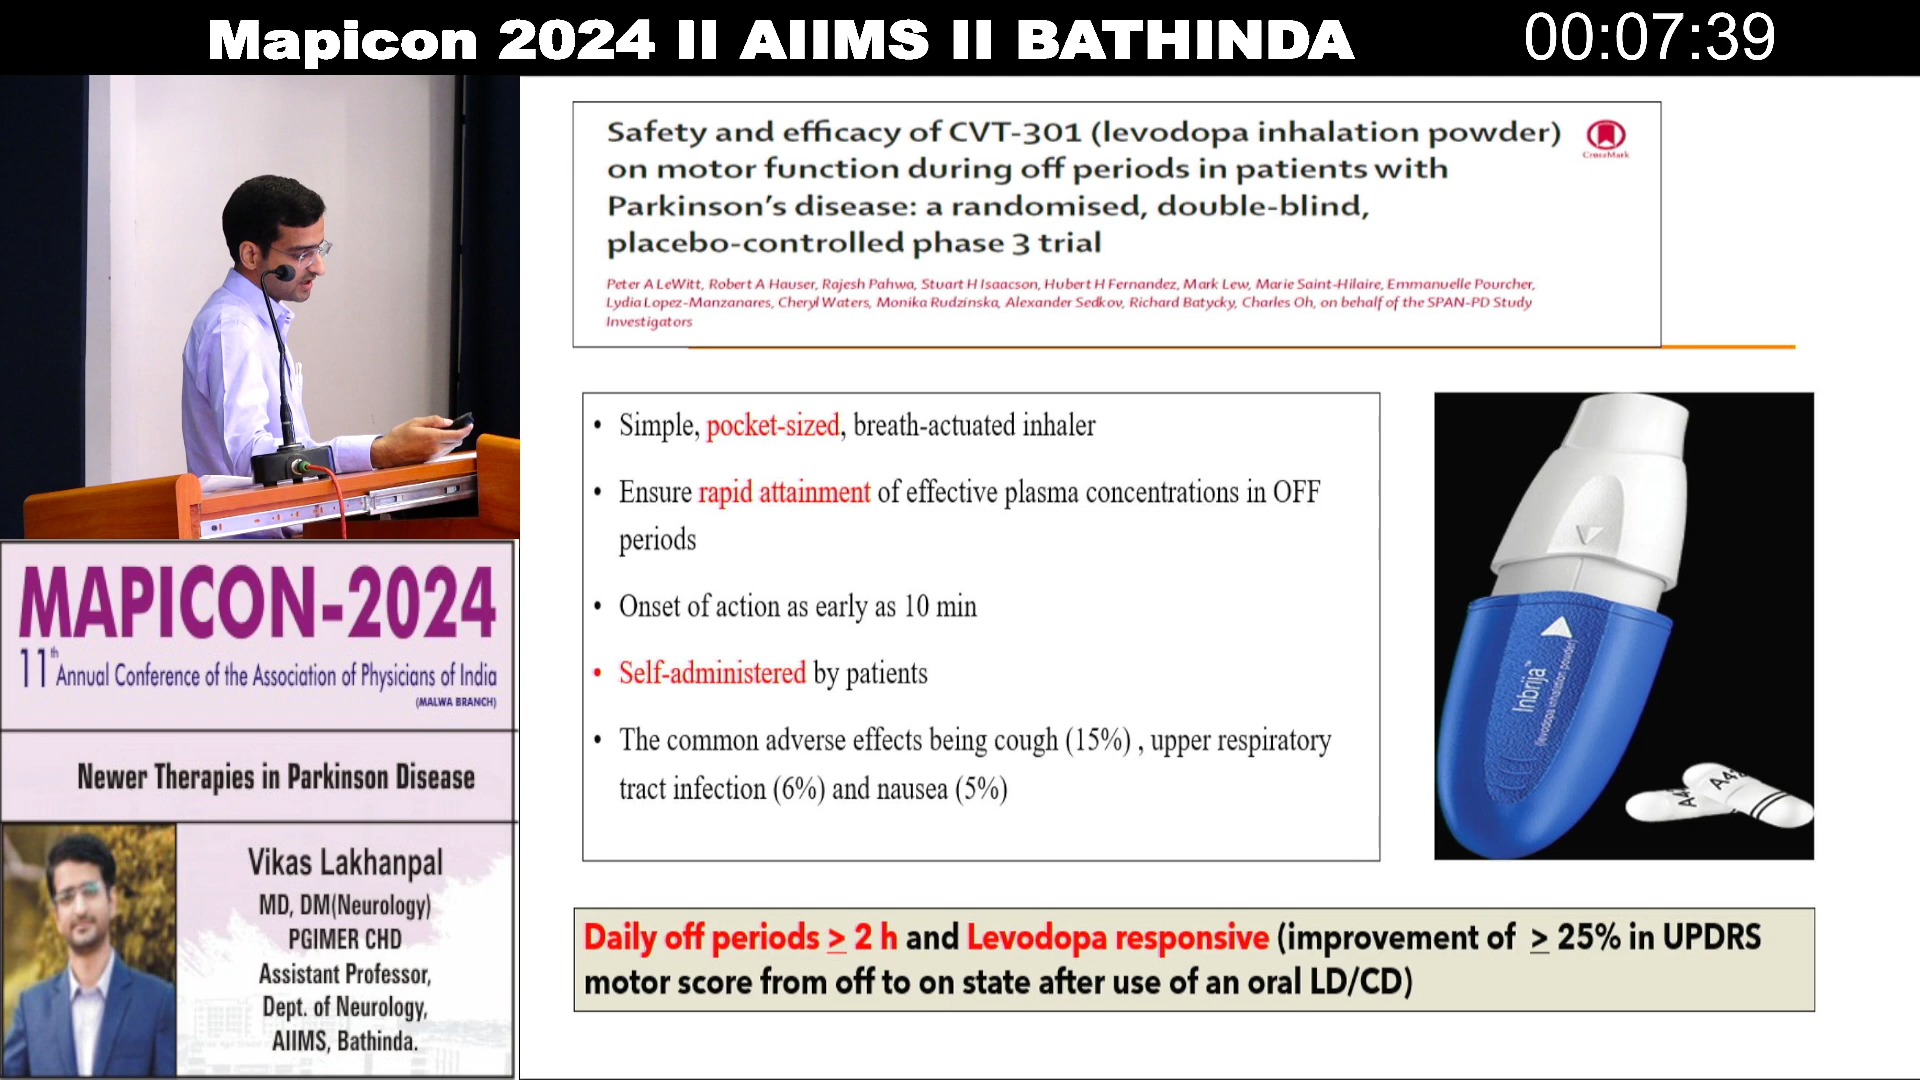 Mapicon 2024 II AIIMS II BATHINDA
00:07:39
Safety and efficacy of CVT-301 (levodopa inhalation powder)
on motor function during off periods in patients with
Parkinson's disease: a randomised, double-blind,
placebo-controlled phase 3 trial
CrossMark
Peter A LeWitt, Robert A Hauser, Rajesh Pahwa, Stuart H Isaacson, Hubert H Fernandez, Mark Lew, Marie Saint-Hilaire, Emmanuelle Pourcher,
Lydia Lopez-Manzanares, Cheryl Waters, Monika Rudzínska, Alexander Sedkov, Richard Batycky, Charles Oh, on behalf of the SPAN-PD Study
Investigators
• Simple, pocket-sized, breath-actuated inhaler
• Ensure rapid attainment of effective plasma concentrations in OFF
periods
• Onset of action as early as 10 min
• Self-administered by patients
• The common adverse effects being cough (15%) , upper respiratory
tract infection (6%) and nausea (5%)
Inbrija™
(levodopa inhalation powder)
Daily off periods ≥ 2 h and Levodopa responsive (improvement of ≥ 25% in UPDRS
motor score from off to on state after use of an oral LD/CD)
MAPICON-2024
11th Annual Conference of the Association of Physicians of India
(MALWA BRANCH)
Newer Therapies in Parkinson Disease
Vikas Lakhanpal
MD, DM(Neurology)
PGIMER CHD
Assistant Professor,
Dept. of Neurology,
AIIMS, Bathinda.